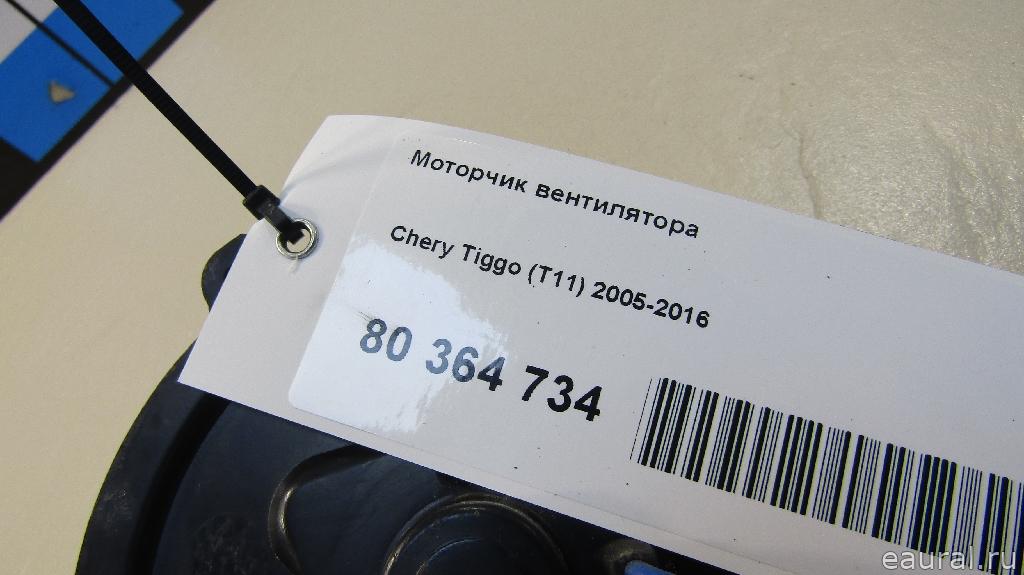 Моторчик вентилятора
Chery Tiggo (T11) 2005-2016
80 364 734
eaural.ru